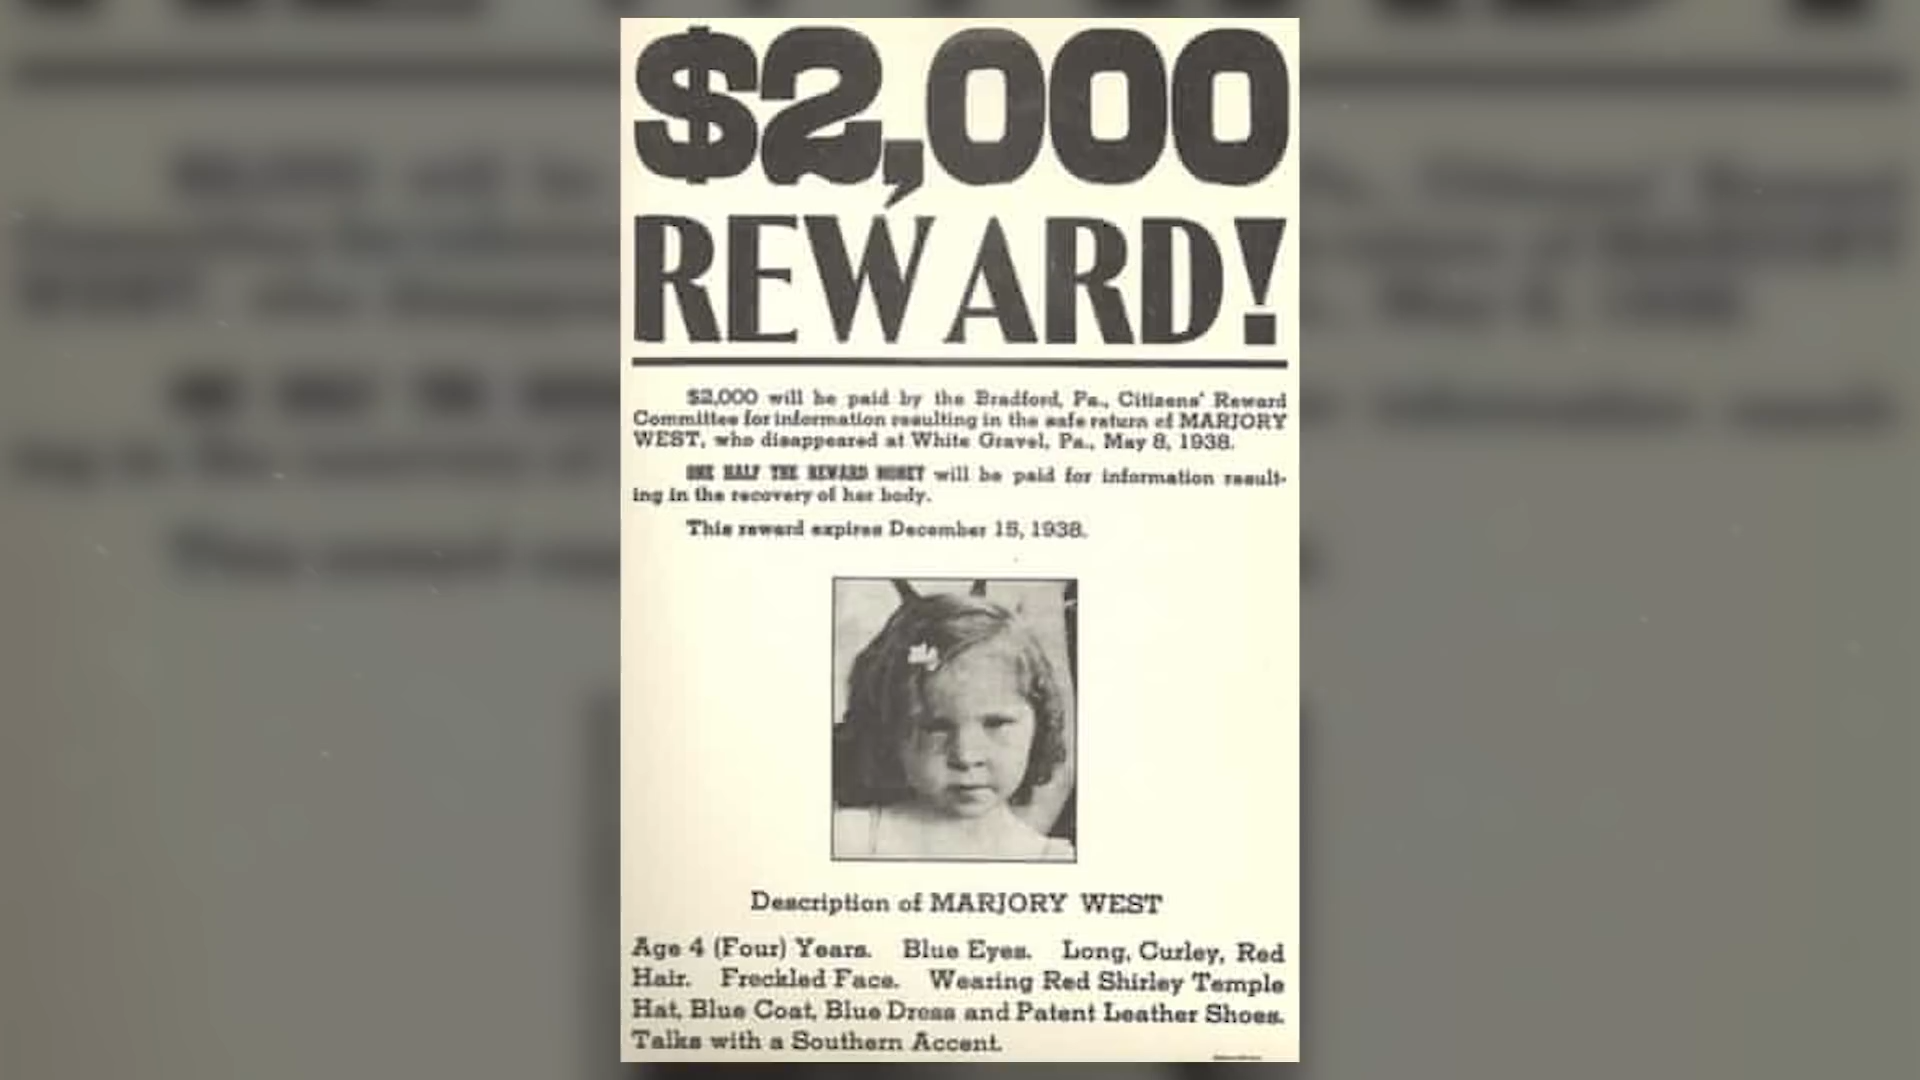 $2,000
REWARD!
$2,000 will be paid by the Bradford, Pa., Citizens' Reward
Committee for information resulting in the safe return of MARJORY
WEST, who disappeared at White Gravel, Pa., May 8, 1938.
ONE HALF THE REWARD MONEY will be paid for information result-
ing in the recovery of her body.
This reward expires December 15, 1938.
Description of MARJORY WEST
Age 4 (Four) Years. Blue Eyes. Long, Curley, Red
Hair. Freckled Face. Wearing Red Shirley Temple
Hat, Blue Coat, Blue Dress and Patent Leather Shoes.
Talks with a Southern Accent.